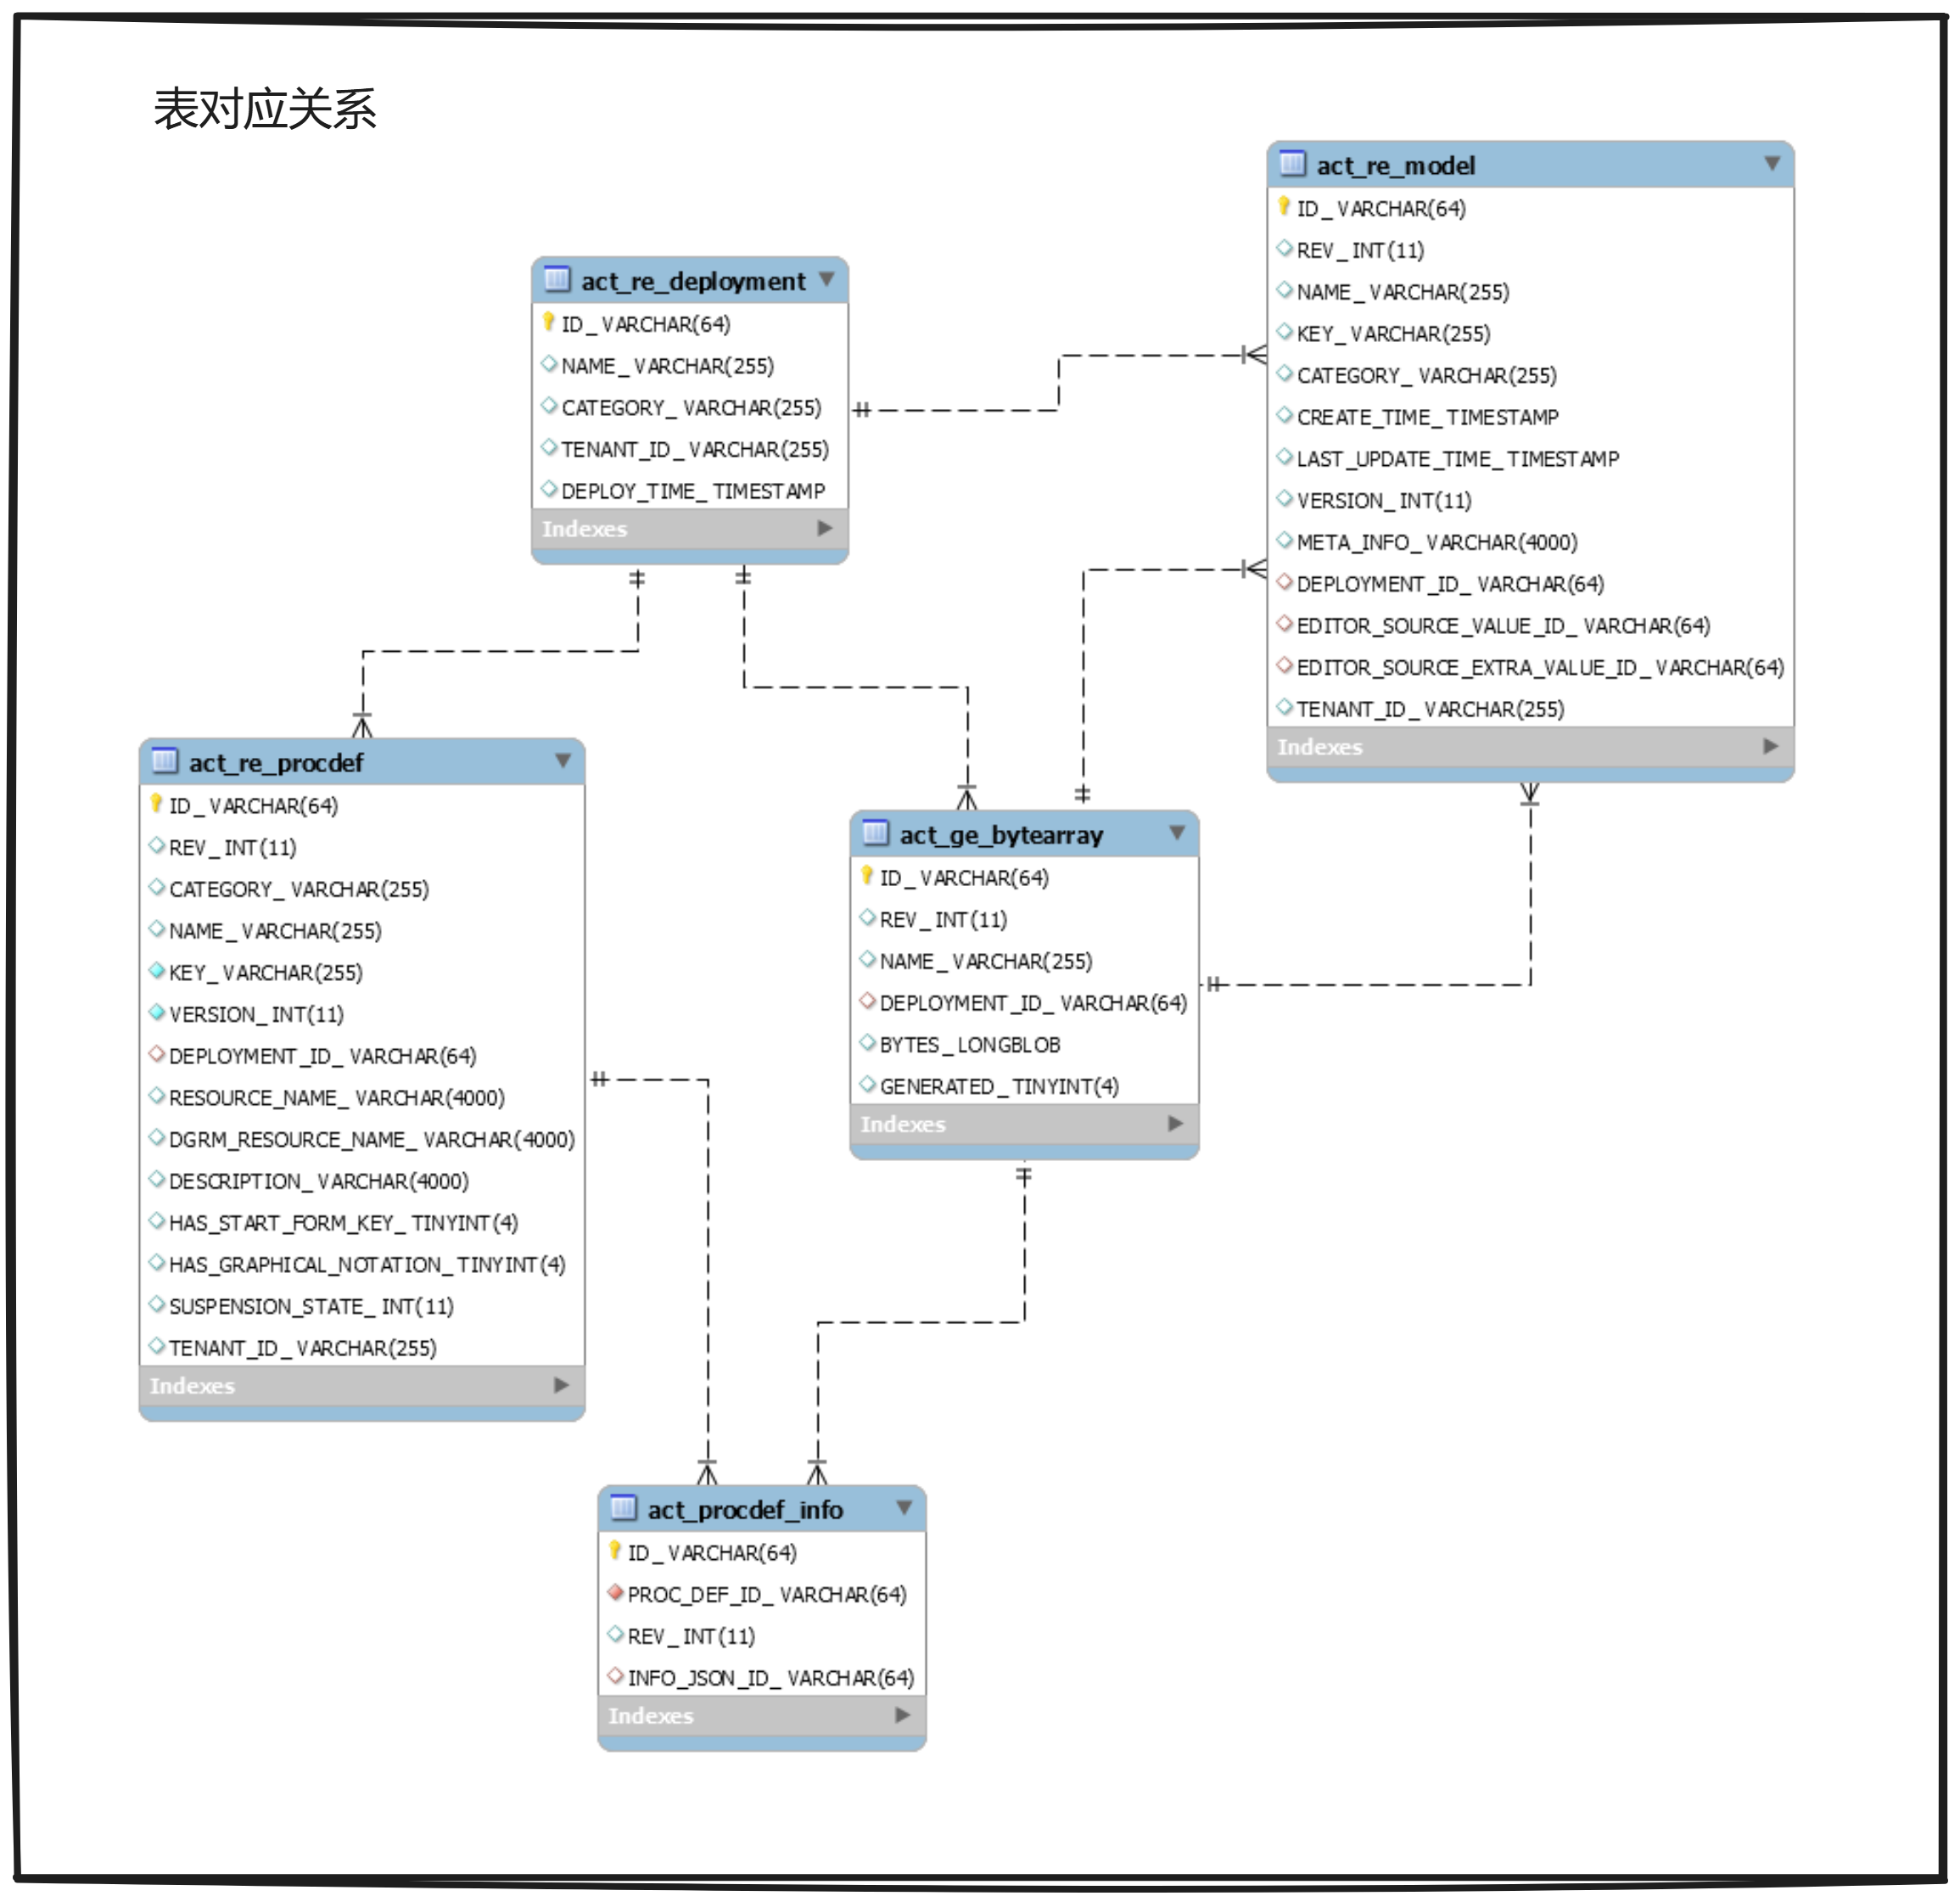 表对应关系
act_re_model
ID_ VARCHAR(64)
REV_ INT(11)
NAME_ VARCHAR(255)
KEY_ VARCHAR(255)
CATEGORY_ VARCHAR(255)
CREATE_TIME_ TIMESTAMP
LAST_UPDATE_TIME_ TIMESTAMP
VERSION_ INT(11)
META_INFO_ VARCHAR(4000)
DEPLOYMENT_ID_ VARCHAR(64)
EDITOR_SOURCE_VALUE_ID_ VARCHAR(64)
EDITOR_SOURCE_EXTRA_VALUE_ID_ VARCHAR(64)
TENANT_ID_ VARCHAR(255)
Indexes
act_re_deployment
ID_ VARCHAR(64)
NAME_ VARCHAR(255)
CATEGORY_ VARCHAR(255)
TENANT_ID_ VARCHAR(255)
DEPLOY_TIME_ TIMESTAMP
Indexes
act_re_procdef
ID_ VARCHAR(64)
REV_ INT(11)
CATEGORY_ VARCHAR(255)
NAME_ VARCHAR(255)
KEY_ VARCHAR(255)
VERSION_ INT(11)
DEPLOYMENT_ID_ VARCHAR(64)
RESOURCE_NAME_ VARCHAR(4000)
DGRM_RESOURCE_NAME_ VARCHAR(4000)
DESCRIPTION_ VARCHAR(4000)
HAS_START_FORM_KEY_ TINYINT(4)
HAS_GRAPHICAL_NOTATION_ TINYINT(4)
SUSPENSION_STATE_ INT(11)
TENANT_ID_ VARCHAR(255)
Indexes
act_ge_bytearray
ID_ VARCHAR(64)
REV_ INT(11)
NAME_ VARCHAR(255)
DEPLOYMENT_ID_ VARCHAR(64)
BYTES_ LONGBLOB
GENERATED_ TINYINT(4)
Indexes
act_procdef_info
ID_ VARCHAR(64)
PROC_DEF_ID_ VARCHAR(64)
REV_ INT(11)
INFO_JSON_ID_ VARCHAR(64)
Indexes